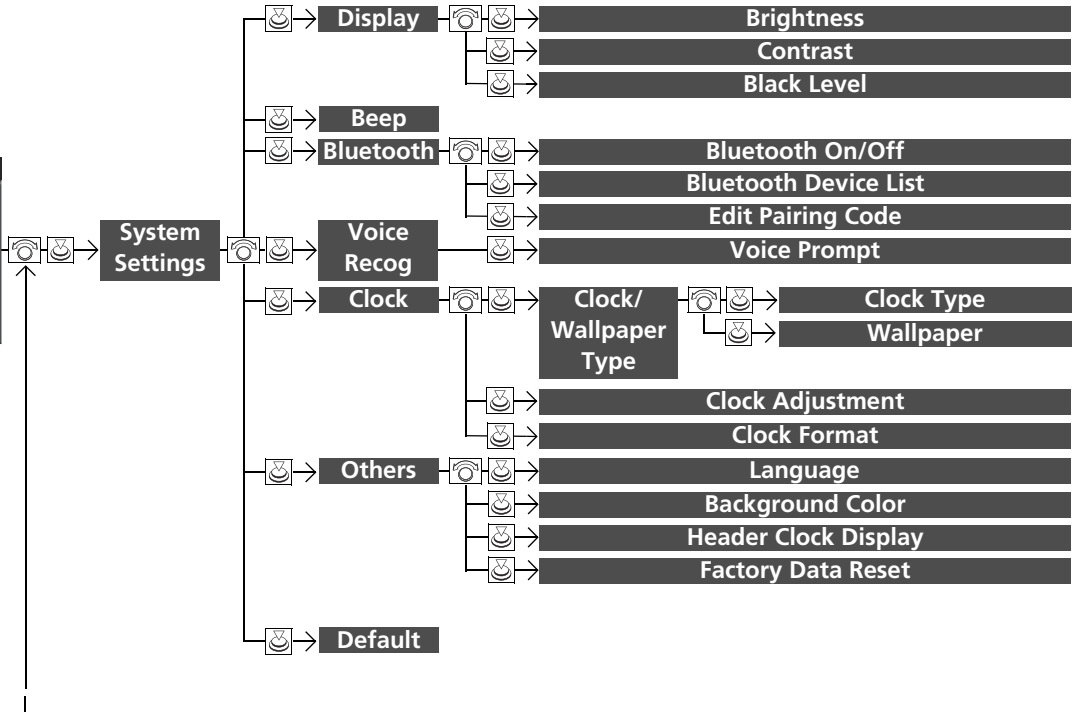 Display
Brightness
Contrast
Black Level
Beep
Bluetooth
Bluetooth On/Off
Bluetooth Device List
Edit Pairing Code
System
Settings
Voice
Recog
Voice Prompt
Clock
Clock/
Wallpaper
Type
Clock Type
Wallpaper
Clock Adjustment
Clock Format
Others
Language
Background Color
Header Clock Display
Factory Data Reset
Default